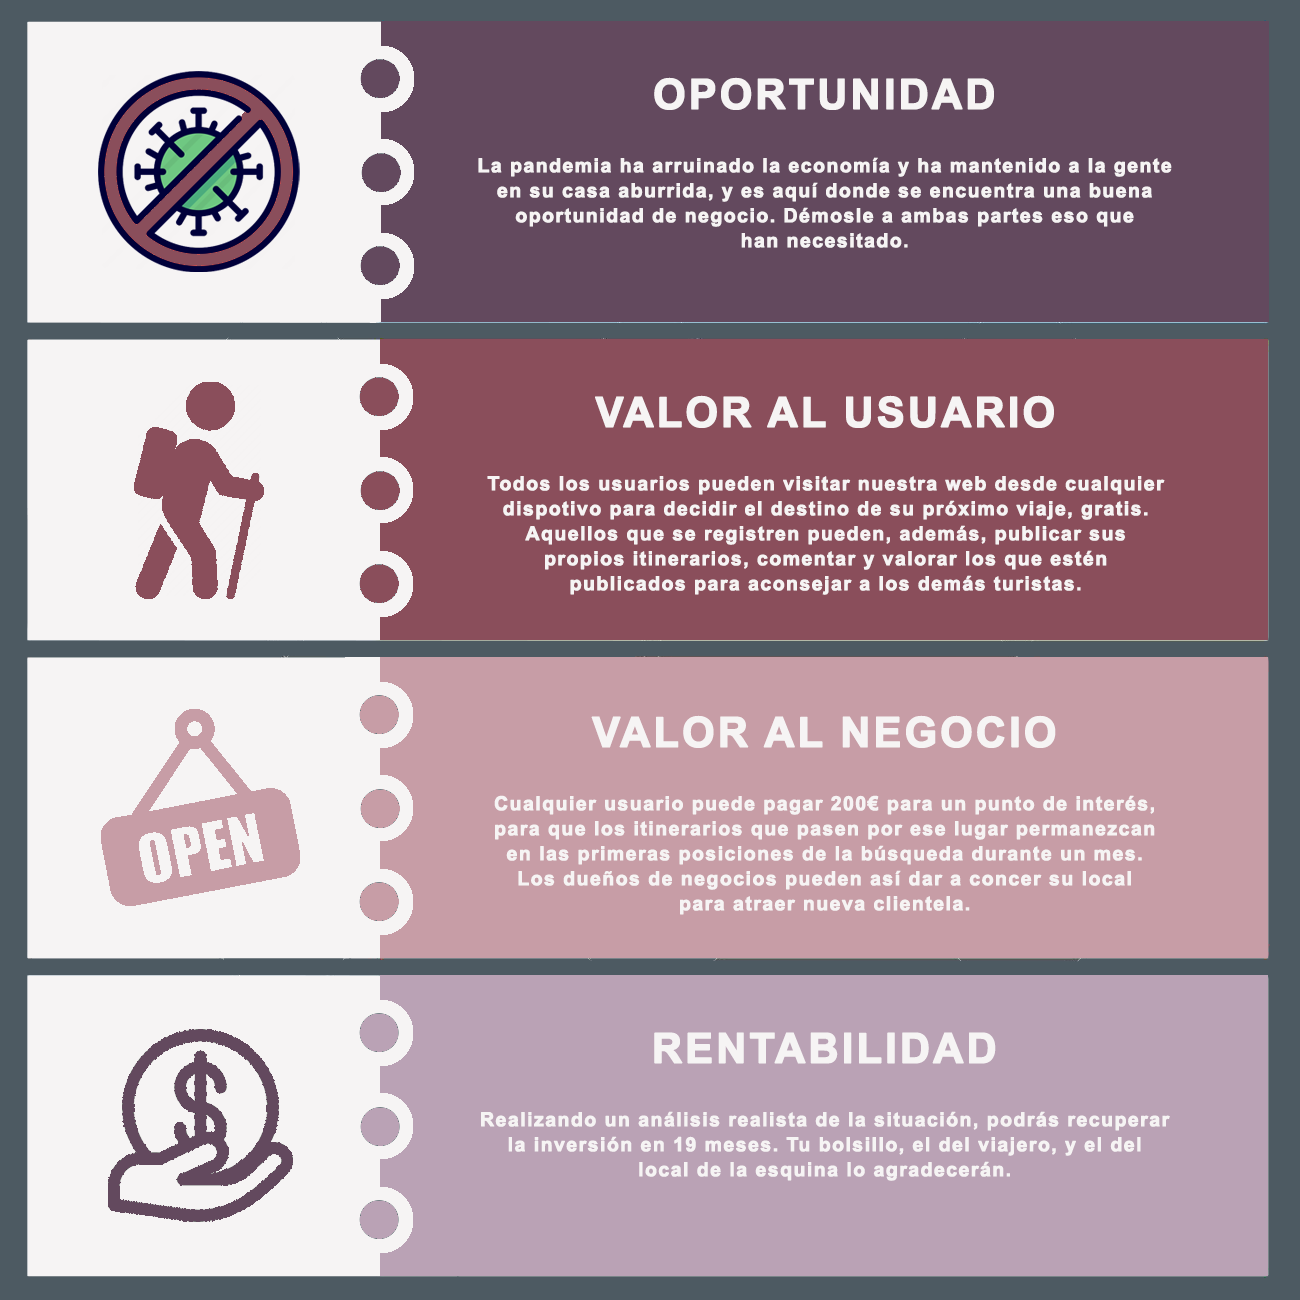 OPORTUNIDAD
La pandemia ha arruinado la economía y ha mantenido a la gente
en su casa aburrida, y es aquí donde se encuentra una buena
oportunidad de negocio. Démosle a ambas partes eso que
han necesitado.
VALOR AL USUARIO
Todos los usuarios pueden visitar nuestra web desde cualquier
dispotivo para decidir el destino de su próximo viaje, gratis.
Aquellos que se registren pueden, además, publicar sus
propios itinerarios, comentar y valorar los que estén
publicados para aconsejar a los demás turistas.
OPEN
VALOR AL NEGOCIO
Cualquier usuario puede pagar 200€ para un punto de interés,
para que los itinerarios que pasen por ese lugar permanezcan
en las primeras posiciones de la búsqueda durante un mes.
Los dueños de negocios pueden así dar a concer su local
para atraer nueva clientela.
$
RENTABILIDAD
Realizando un análisis realista de la situación, podrás recuperar
la inversión en 19 meses. Tu bolsillo, el del viajero, y el del
local de la esquina lo agradecerán.